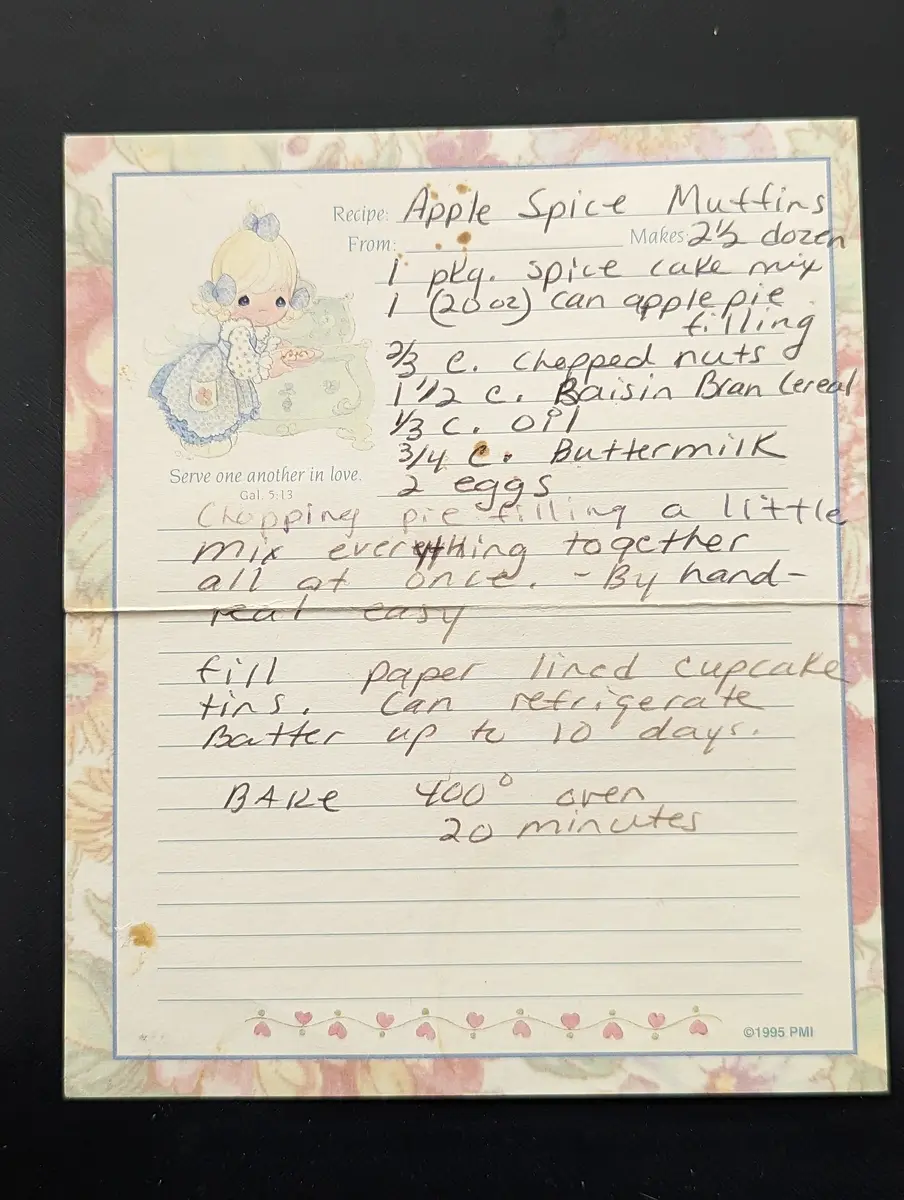 Recipe: Apple Spice Muffins
From: Makes: 2½ dozen
1 pkg. spice cake mix
1 (20 oz) can apple pie
filling
2/3 c. chopped nuts
1 1/2 c. Raisin Bran Cereal
1/3 c. oil
3/4 c. Buttermilk
2 eggs
Serve one another in love.
Gal. 5:13
Chopping pie filling a little
mix everything together
all at once. - By hand-
real easy
fill paper lined cupcake
tins. Can refrigerate
Batter up to 10 days.
BAKe 400° oven
20 minutes
©1995 PMI